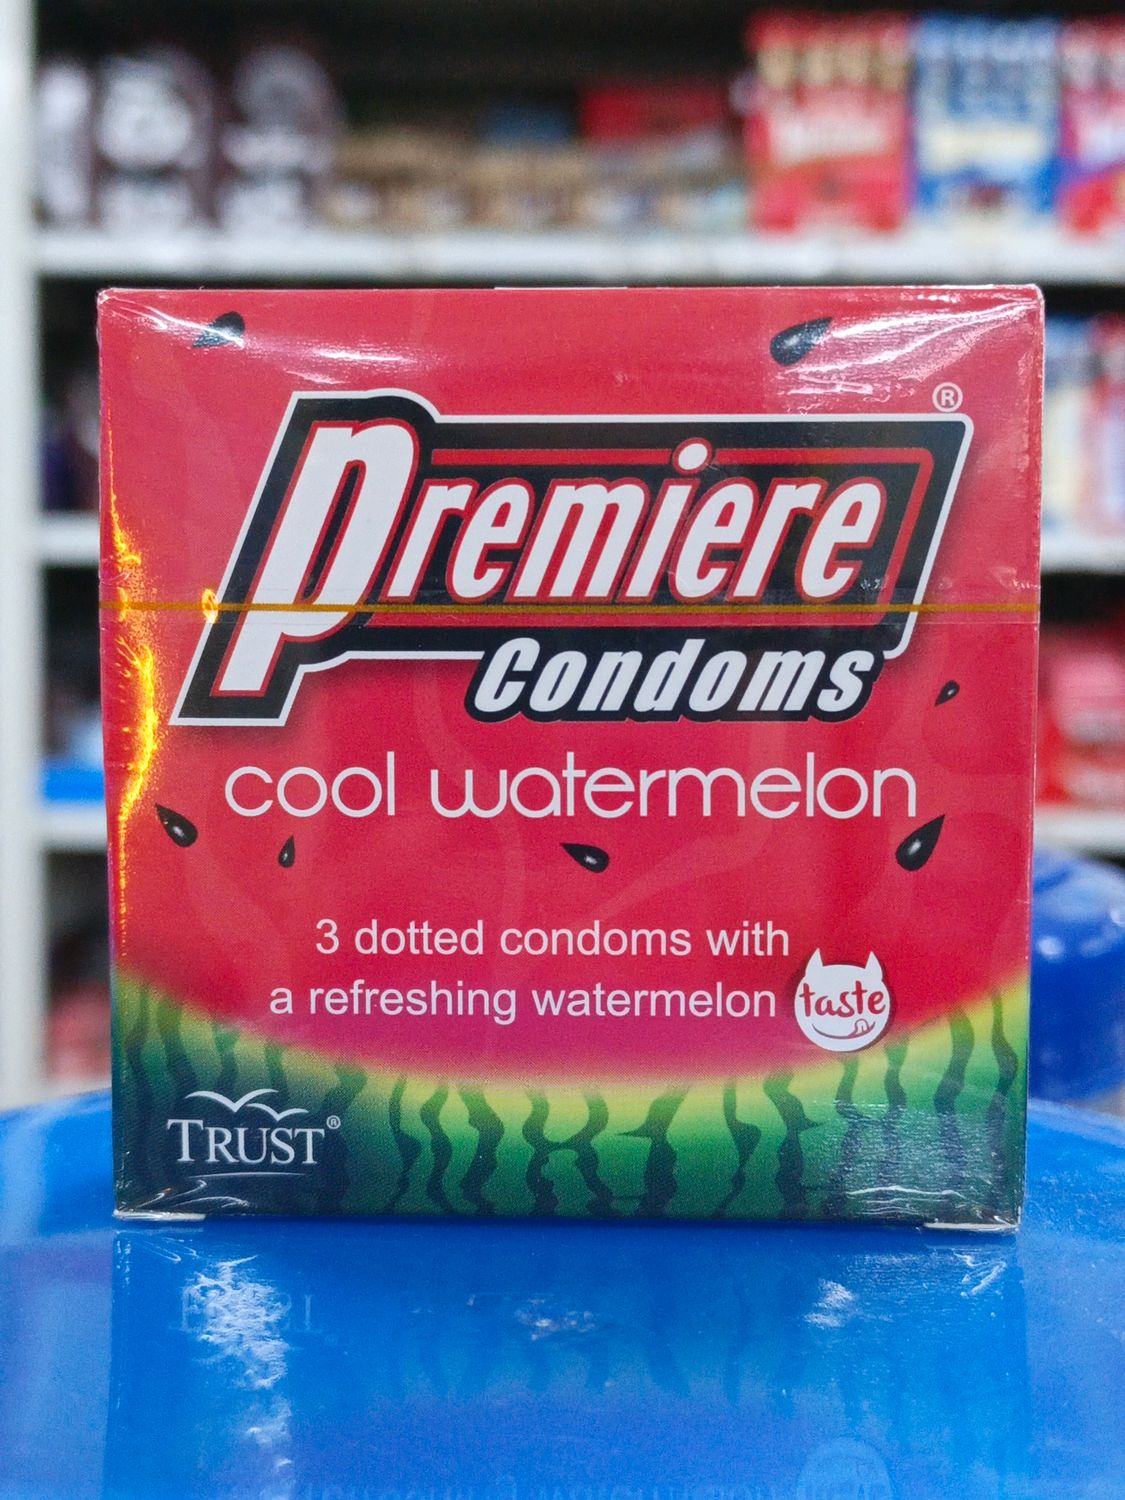 Premiere®
Condoms
cool watermelon
3 dotted condoms with
a refreshing watermelon taste
TRUST®